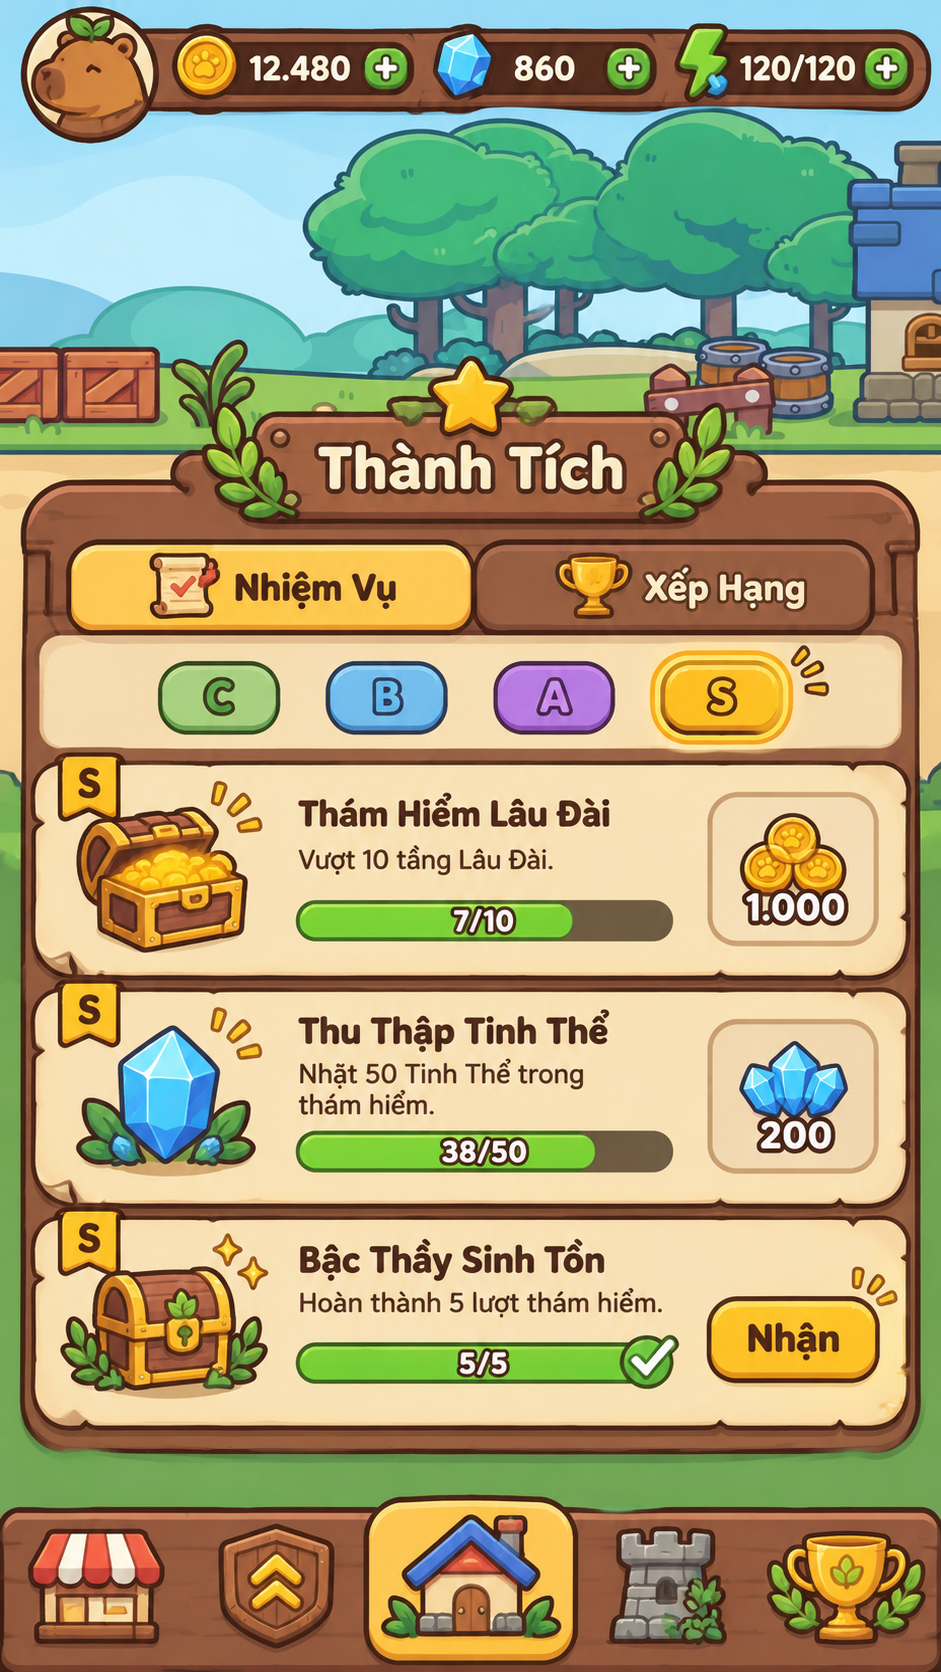 12.480
860
120/120
Thành Tích
Nhiệm Vụ
Xếp Hạng
C
B
A
S
S
Thám Hiểm Lâu Đài
Vượt 10 tầng Lâu Đài.
7/10
1.000
S
Thu Thập Tinh Thể
Nhặt 50 Tinh Thể trong
thám hiểm.
38/50
200
S
Bậc Thầy Sinh Tồn
Hoàn thành 5 lượt thám hiểm.
5/5
Nhận